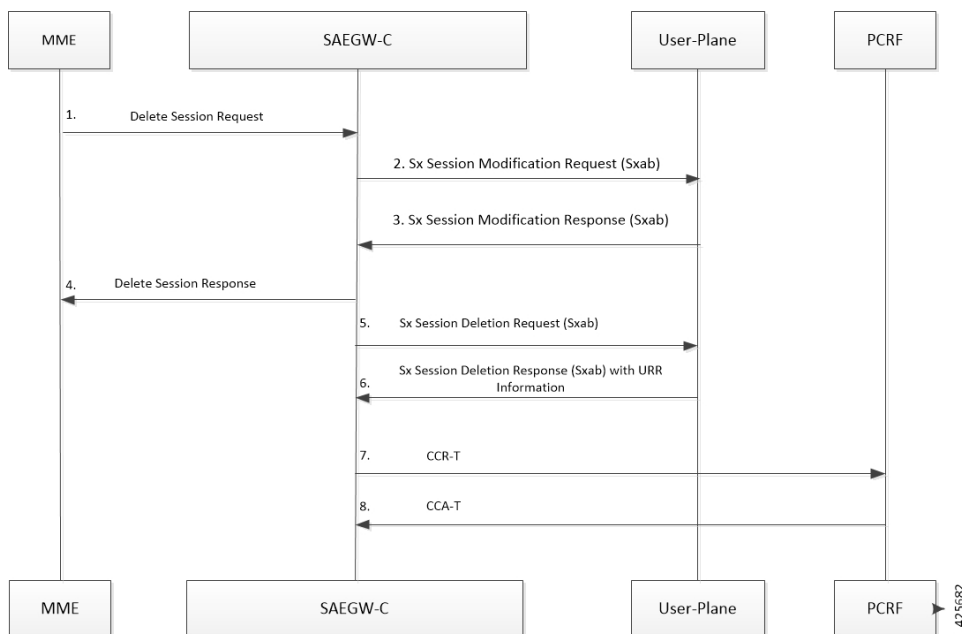 MME
SAEGW-C
User-Plane
PCRF
1.
Delete Session Request
2. Sx Session Modification Request (Sxab)
3. Sx Session Modification Response (Sxab)
4.
Delete Session Response
5.
Sx Session Deletion Request (Sxab)
6.
Sx Session Deletion Response (Sxab) with URR
Information
7.
CCR-T
8.
CCA-T
MME
SAEGW-C
User-Plane
PCRF
425682